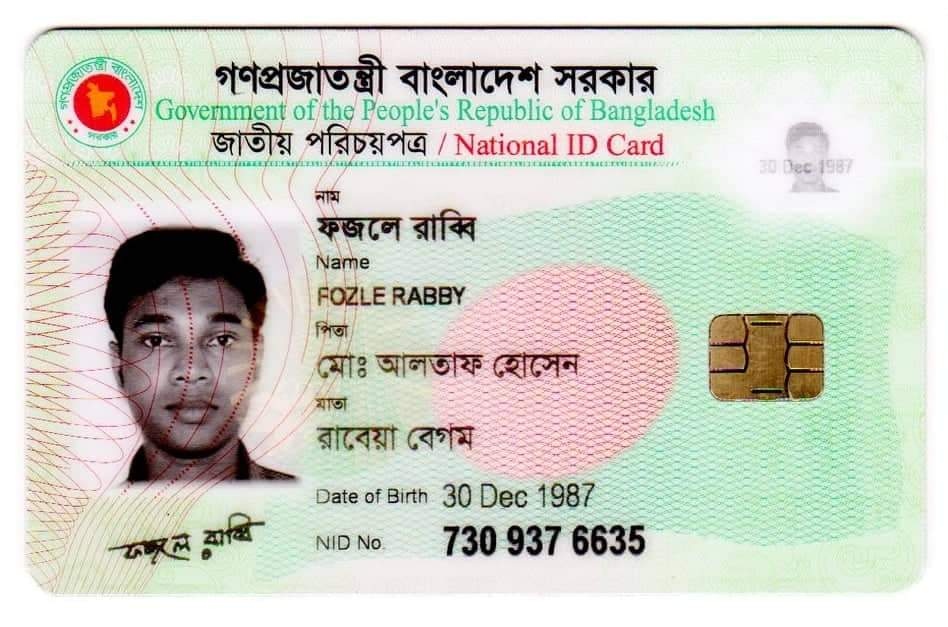 গণপ্রজাতন্ত্রী বাংলাদেশ সরকার
Government of the People's Republic of Bangladesh
জাতীয় পরিচয়পত্র / National ID Card
গণপ্রজাতন্ত্রী বাংলাদেশ
সরকার
30 Dec 1987
নাম
ফজলে রাব্বি
Name
FOZLE RABBY
পিতা
মোঃ আলতাফ হোসেন
মাতা
রাবেয়া বেগম
Date of Birth 30 Dec 1987
NID No. 730 937 6635
ফজলে রাব্বি